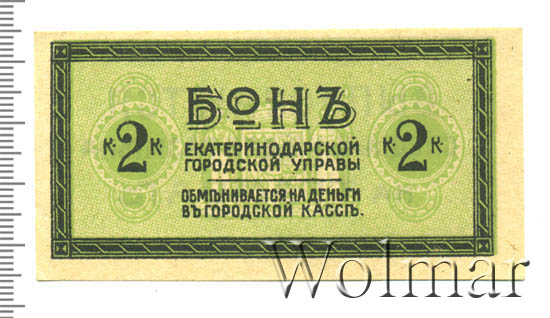 БОНЪ
К. 2 К.
ЕКАТЕРИНОДАРСКОЙ
ГОРОДСКОЙ УПРАВЫ
К. 2 К.
ОБМѢНИВАЕТСЯ НА ДЕНЬГИ
ВЪ ГОРОДСКОЙ КАССѢ.
Wolmar